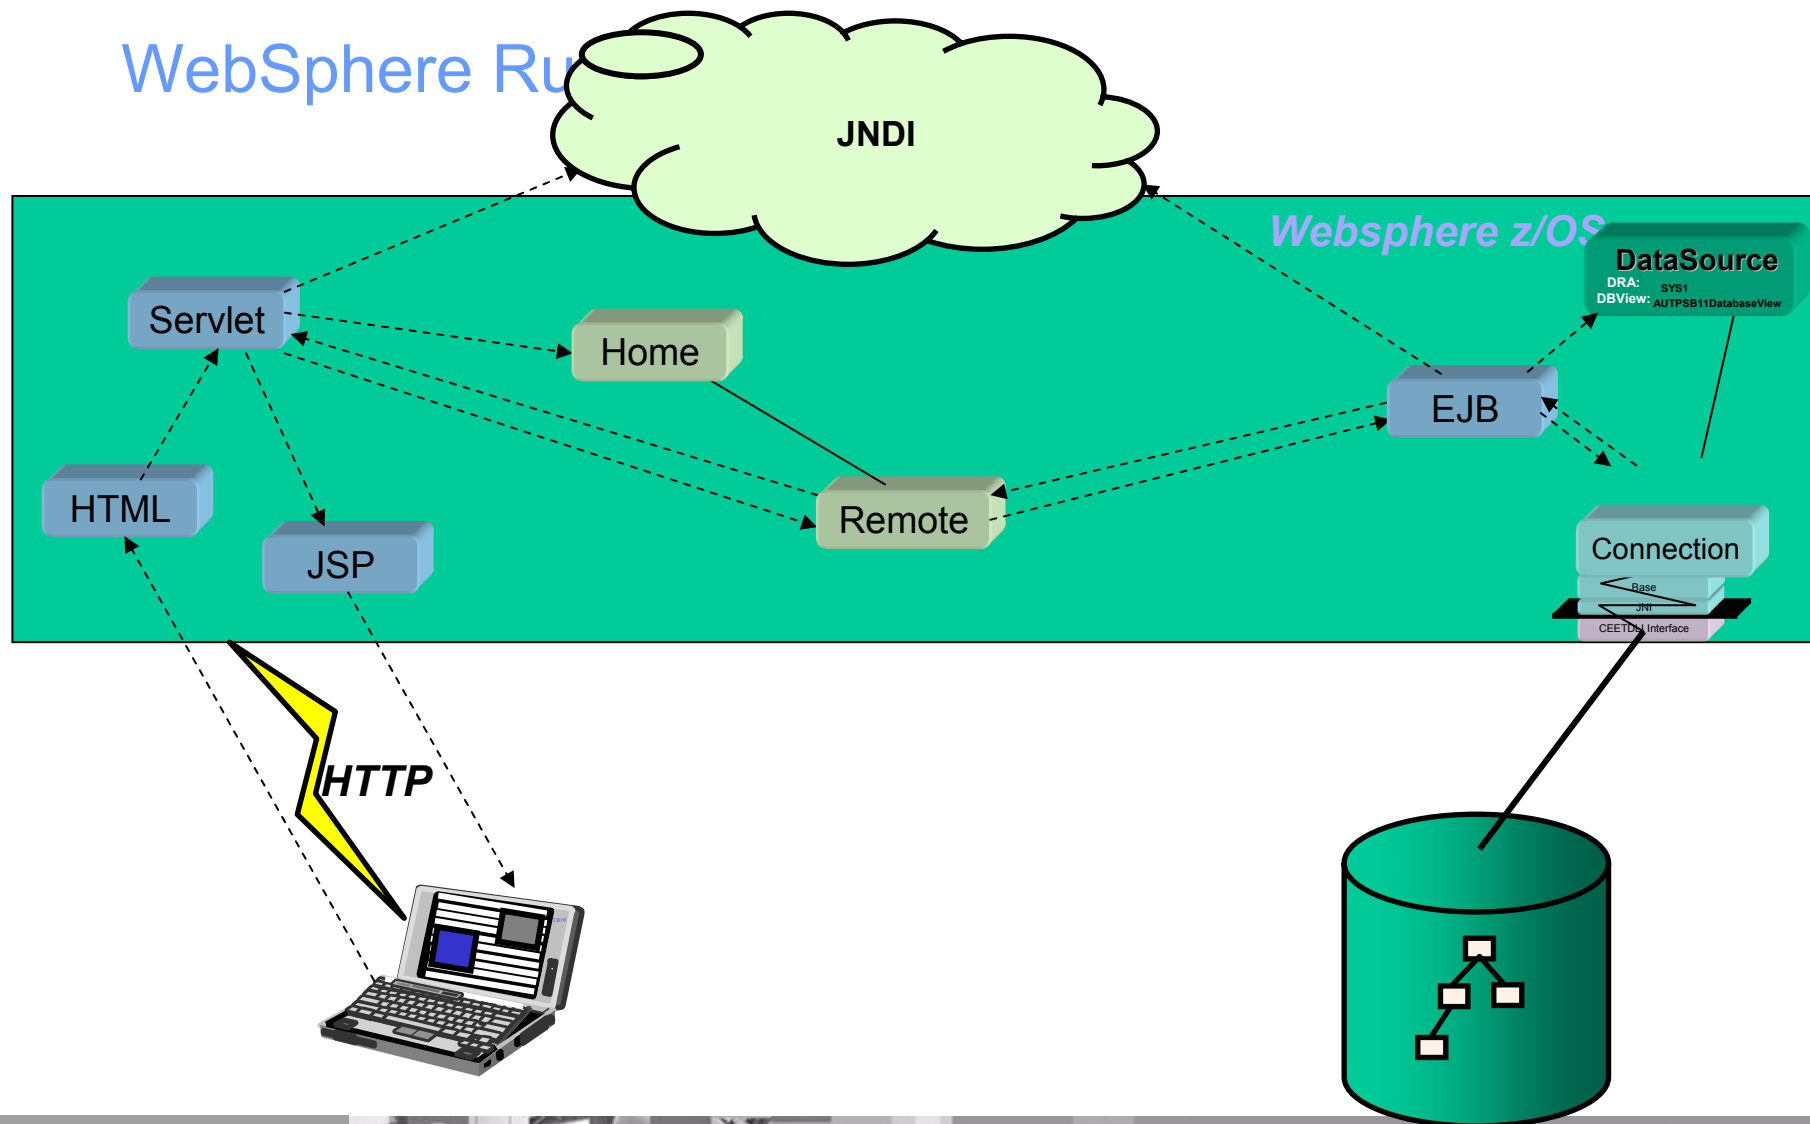 WebSphere Ru
JNDI
Websphere z/OS
DataSource
DRA: SYS1
DBView: AUTPSB11DatabaseView
Servlet
Home
EJB
HTML
Remote
JSP
Connection
Base
JNI
CEETDLI Interface
HTTP